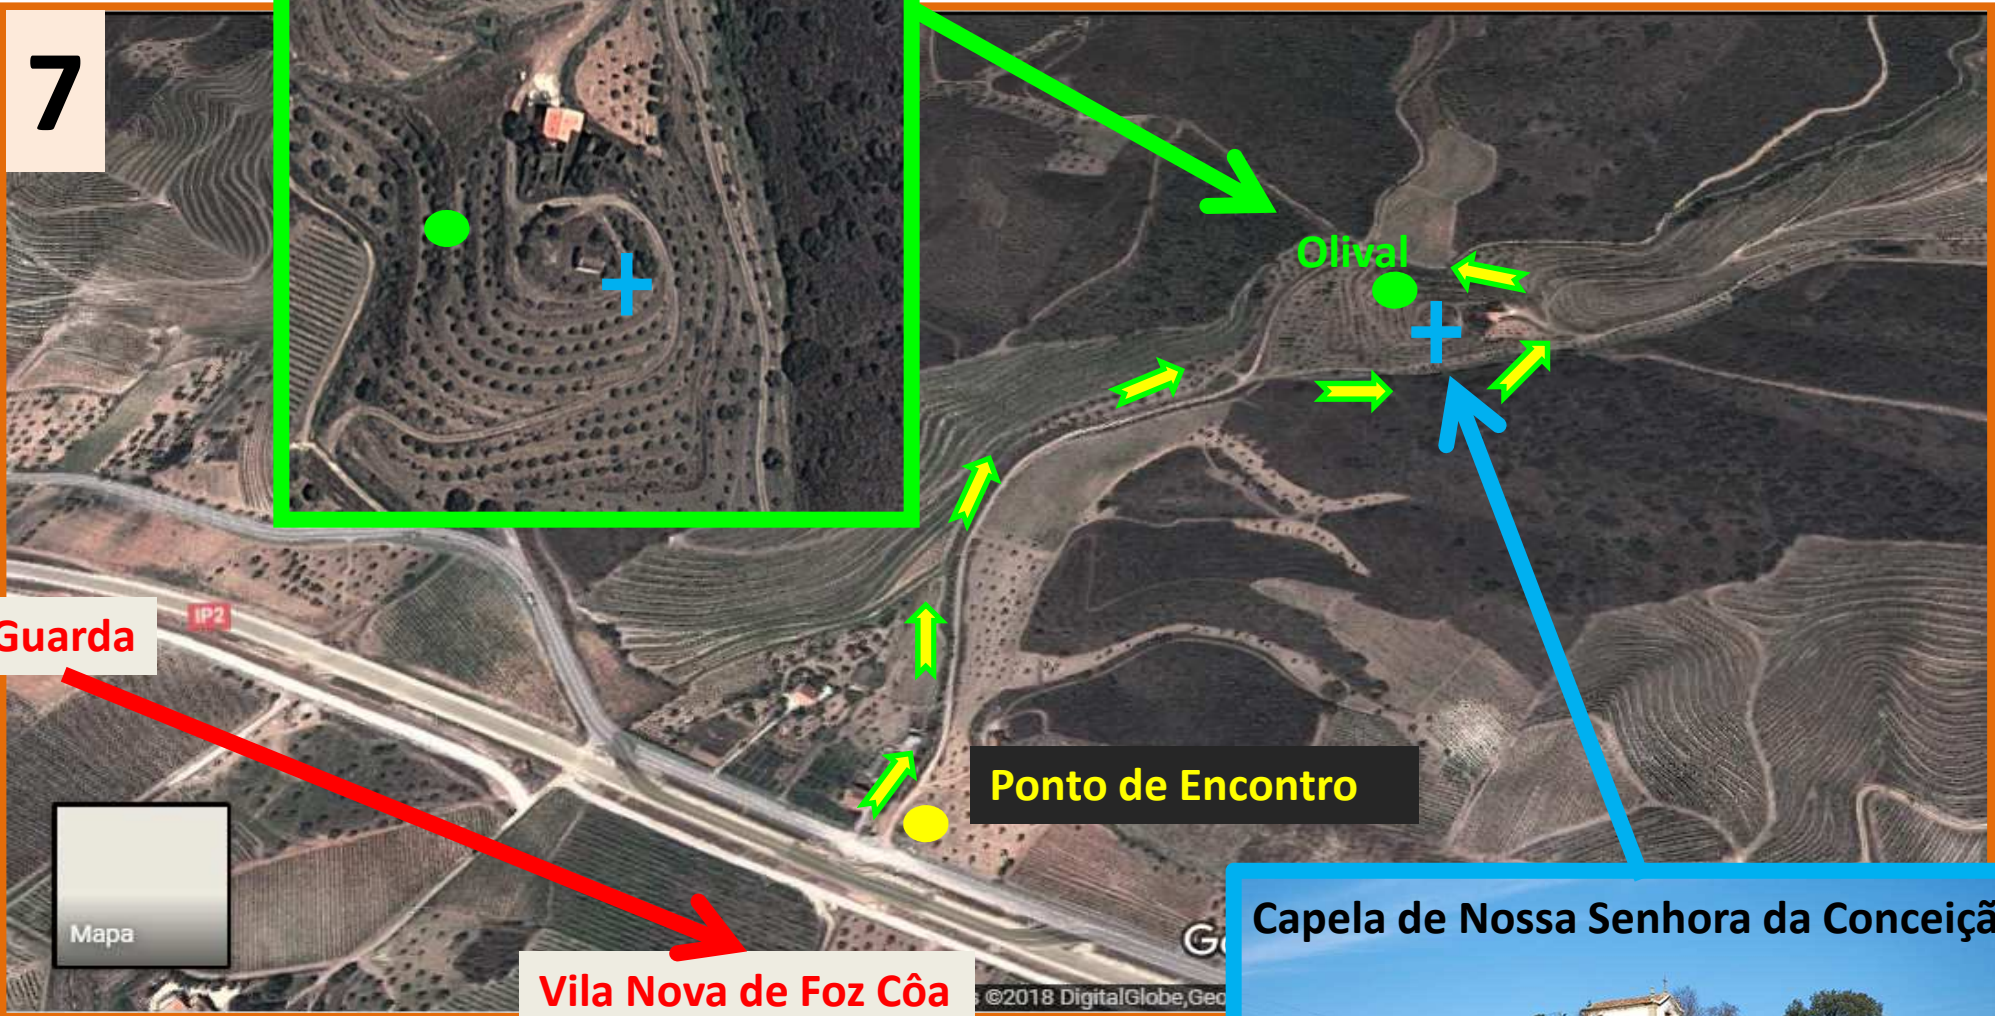 7
Olival
IP2
Guarda
Ponto de Encontro
Mapa
Capela de Nossa Senhora da Conceiçã
Vila Nova de Foz Côa
©2018 DigitalGlobe,Geo